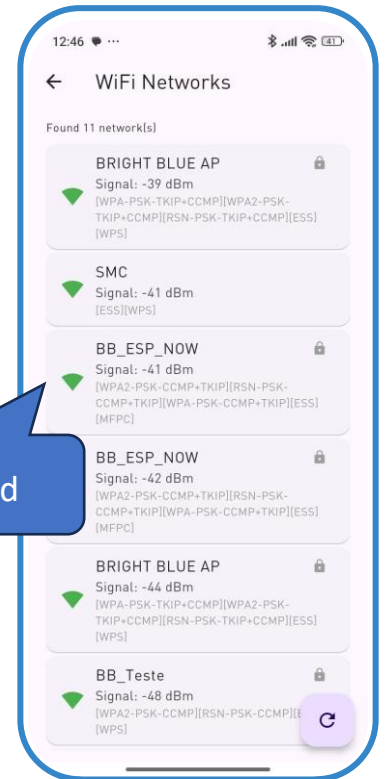 12:46 ···
41
WiFi Networks
Found 11 network(s)
BRIGHT BLUE AP
Signal: -39 dBm
[WPA-PSK-TKIP+CCMP][WPA2-PSK-
TKIP+CCMP][RSN-PSK-TKIP+CCMP][ESS]
[WPS]
SMC
Signal: -41 dBm
[ESS][WPS]
BB_ESP_NOW
Signal: -41 dBm
[WPA2-PSK-CCMP+TKIP][RSN-PSK-
CCMP+TKIP][WPA-PSK-CCMP+TKIP][ESS]
[MFPC]
BB_ESP_NOW
Signal: -42 dBm
[WPA2-PSK-CCMP+TKIP][RSN-PSK-
CCMP+TKIP][WPA-PSK-CCMP+TKIP][ESS]
[MFPC]
d
BRIGHT BLUE AP
Signal: -44 dBm
[WPA-PSK-TKIP+CCMP][WPA2-PSK-
TKIP+CCMP][RSN-PSK-TKIP+CCMP][ESS]
[WPS]
BB_Teste
Signal: -48 dBm
[WPA2-PSK-CCMP][RSN-PSK-CCMP]
[WPS]